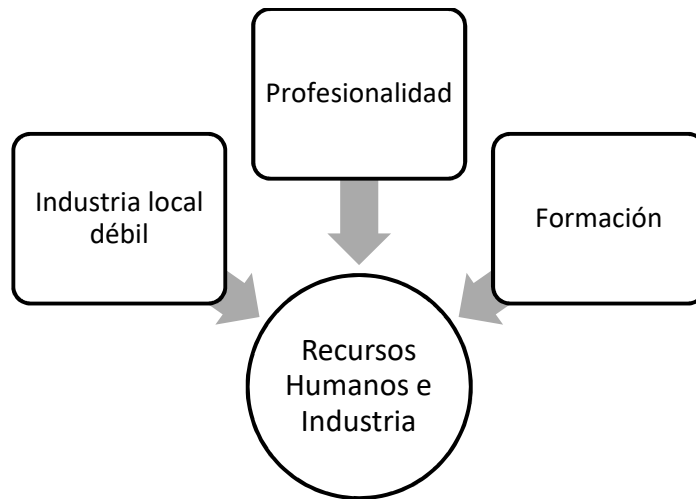 Profesionalidad
Industria local
débil
Formación
Recursos
Humanos e
Industria